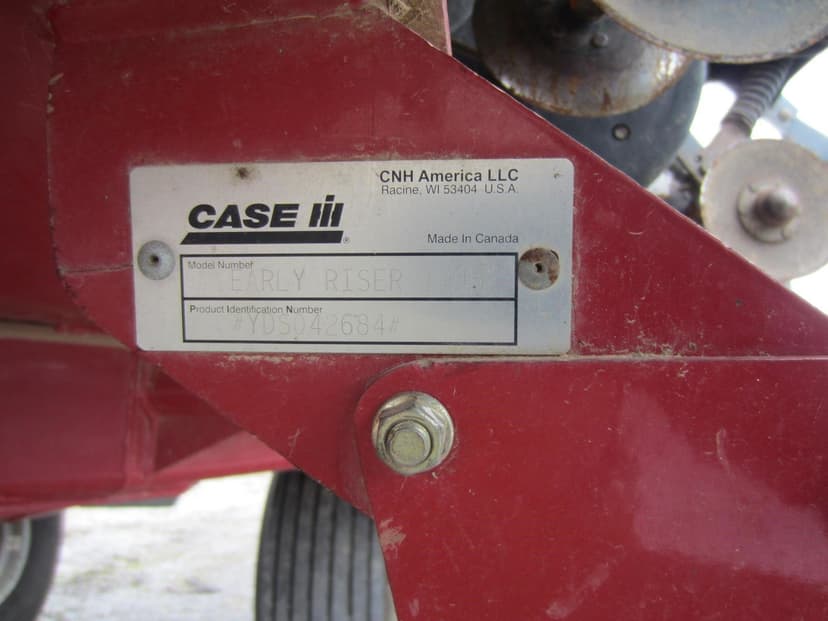 CNH America LLC
Racine, WI 53404 U.S.A.
CASE IH
®
Made In Canada
Model Number
EARLY RISER
Product Identification Number
#YDS042684#